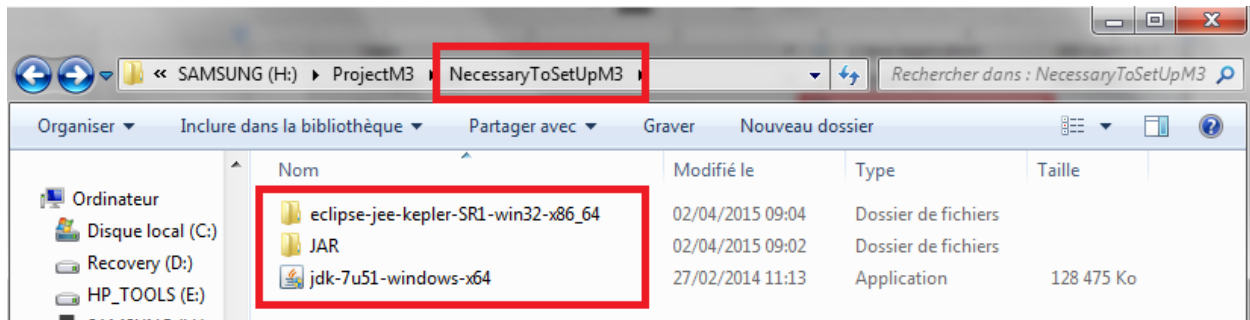 « SAMSUNG (H:) ▸ ProjectM3 ▸ NecessaryToSetUpM3 ▸ Rechercher dans : NecessaryToSetUpM3
Organiser ▾ Inclure dans la bibliothèque ▾ Partager avec ▾ Graver Nouveau dossier
Nom Modifié le Type Taille
Ordinateur
eclipse-jee-kepler-SR1-win32-x86_64 02/04/2015 09:04 Dossier de fichiers
Disque local (C:)
JAR 02/04/2015 09:02 Dossier de fichiers
Recovery (D:)
jdk-7u51-windows-x64 27/02/2014 11:13 Application 128 475 Ko
HP_TOOLS (E:)